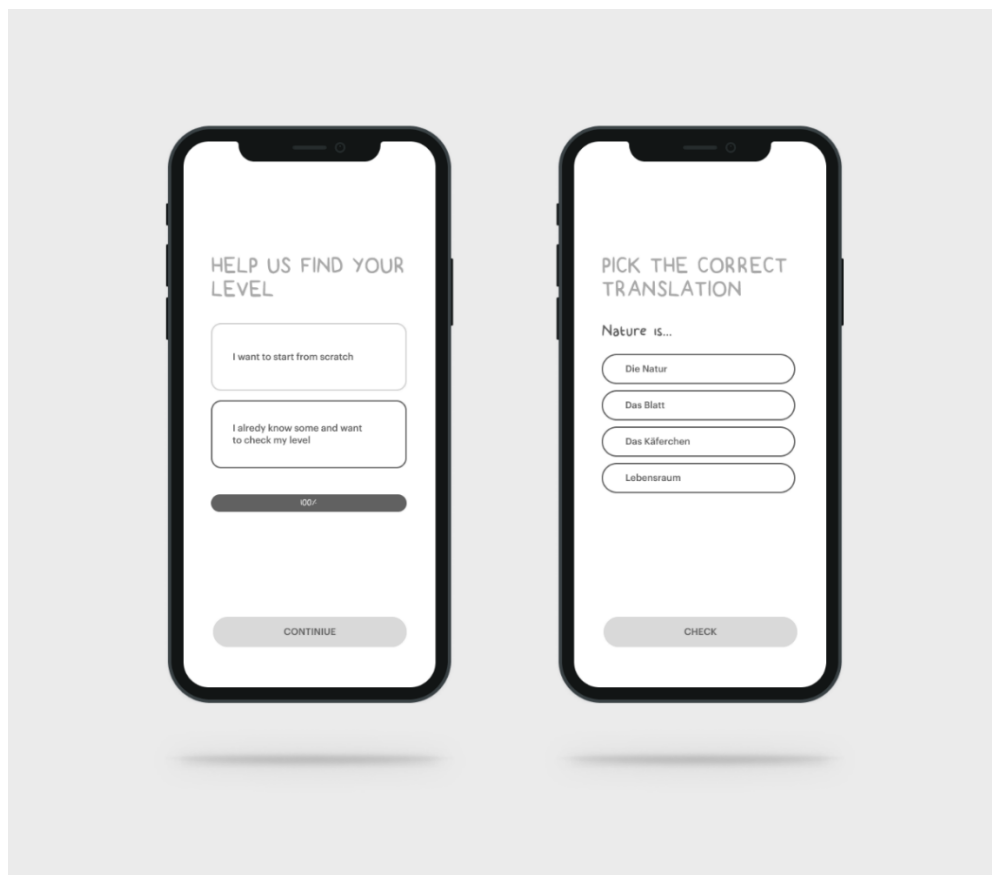 HELP US FIND YOUR
LEVEL
I want to start from scratch
I alredy know some and want
to check my level
100%
CONTINIUE
PICK THE CORRECT
TRANSLATION
Nature is...
Die Natur
Das Blatt
Das Käferchen
Lebensraum
CHECK